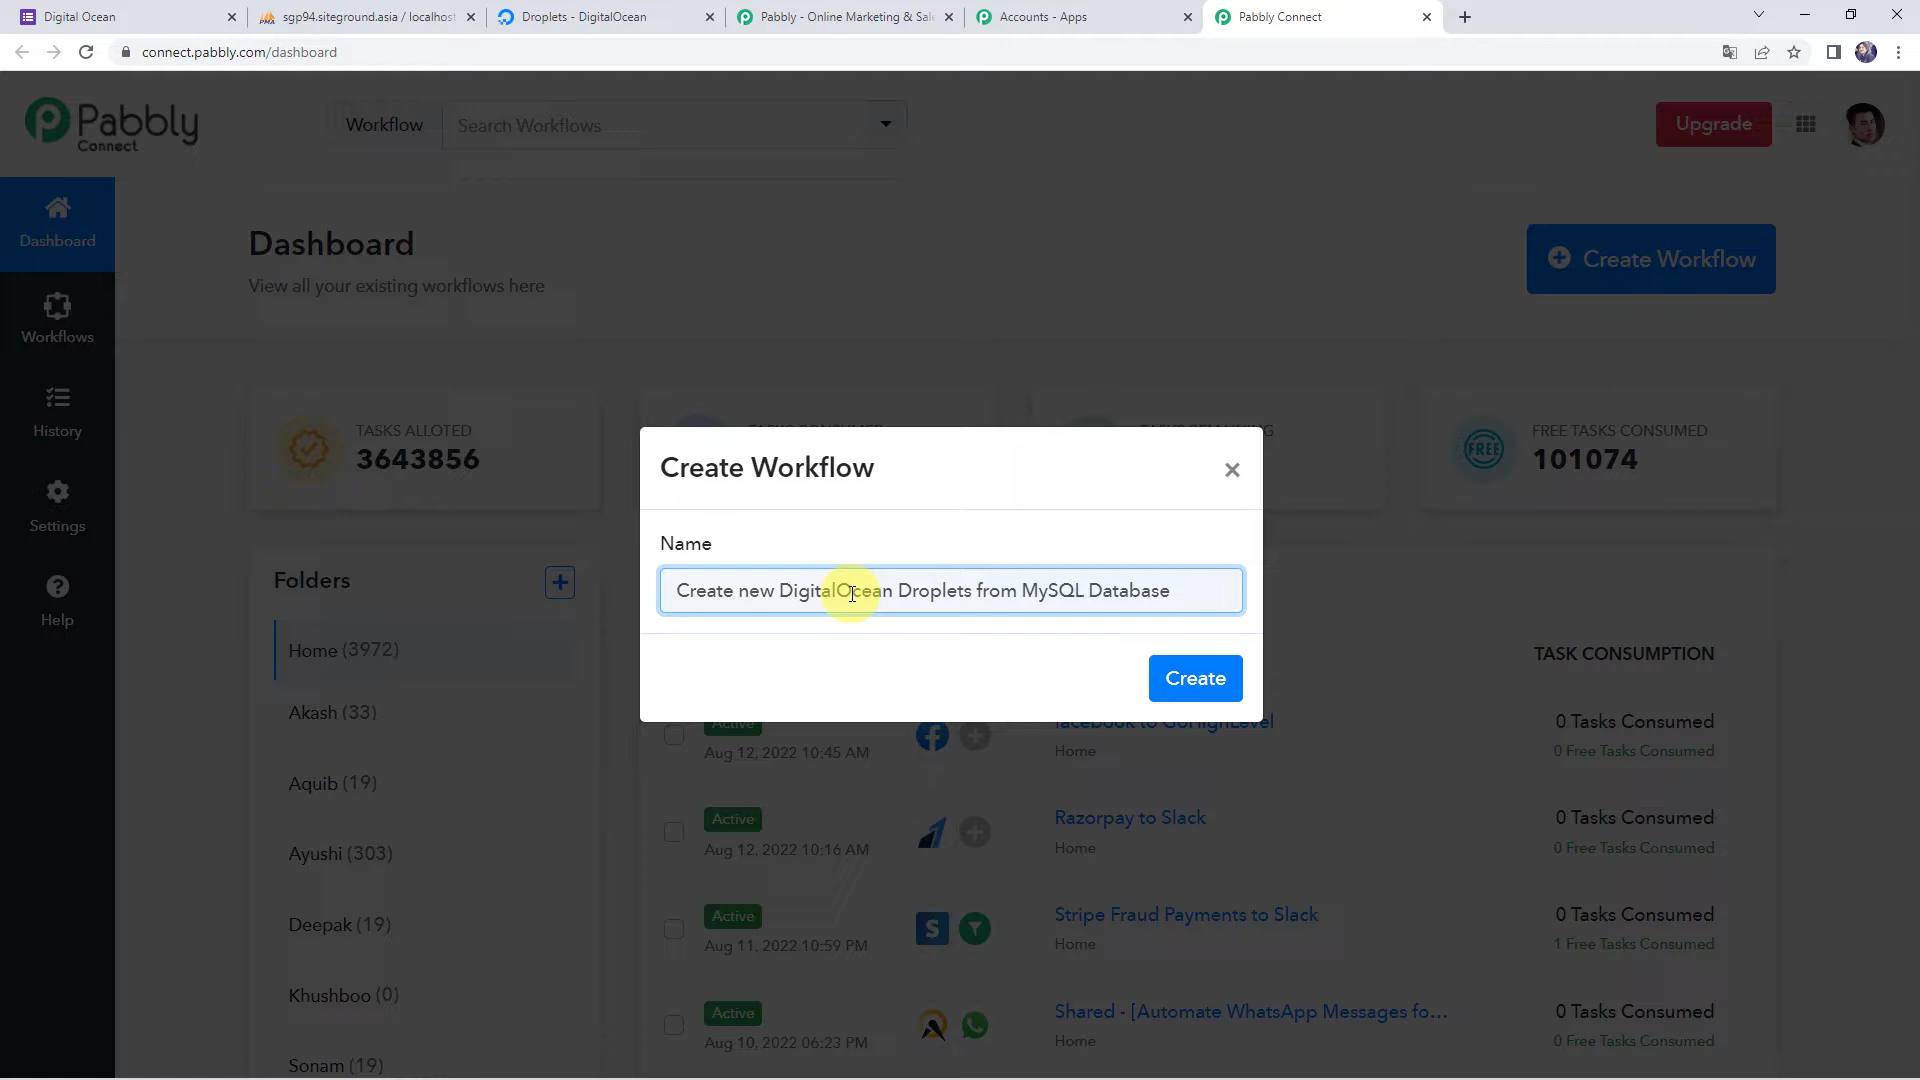 Digital Ocean
sgp94.siteground.asia / localhost
Droplets - DigitalOcean
Pabbly - Online Marketing & Sale
Accounts - Apps
Pabbly Connect
connect.pabbly.com/dashboard
Pabbly
Connect
Workflow
Search Workflows
Upgrade
Dashboard
Workflows
History
Settings
Help
Dashboard
View all your existing workflows here
Create Workflow
TASKS ALLOTED
3643856
FREE TASKS CONSUMED
101074
FREE
Create Workflow
×
Name
Create new DigitalOcean Droplets from MySQL Database
Create
Folders
Home (3972)
Akash (33)
Aquib (19)
Ayushi (303)
Deepak (19)
Khushboo (0)
Sonam (19)
TASK CONSUMPTION
Active
Aug 12, 2022 10:45 AM
facebook to GoHighLevel
Home
0 Tasks Consumed
0 Free Tasks Consumed
Active
Aug 12, 2022 10:16 AM
Razorpay to Slack
Home
0 Tasks Consumed
0 Free Tasks Consumed
Active
Aug 11, 2022 10:59 PM
Stripe Fraud Payments to Slack
Home
0 Tasks Consumed
1 Free Tasks Consumed
Active
Aug 10, 2022 06:23 PM
Shared - [Automate WhatsApp Messages fo...
Home
0 Tasks Consumed
0 Free Tasks Consumed